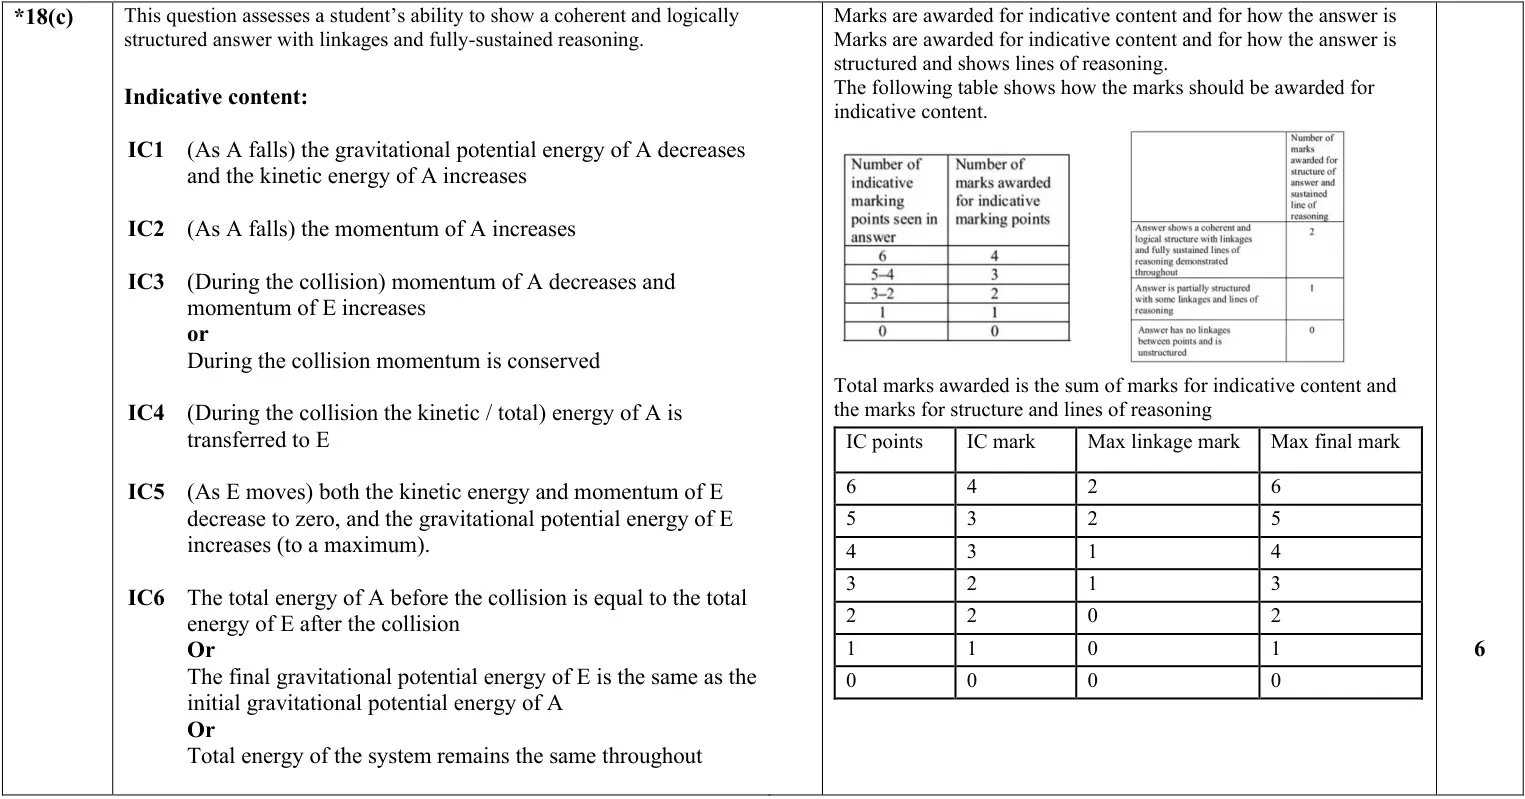 *18(c)
This question assesses a student's ability to show a coherent and logically
structured answer with linkages and fully-sustained reasoning.
Indicative content:
IC1 (As A falls) the gravitational potential energy of A decreases
and the kinetic energy of A increases
IC2 (As A falls) the momentum of A increases
IC3 (During the collision) momentum of A decreases and
momentum of E increases
or
During the collision momentum is conserved
IC4 (During the collision the kinetic / total) energy of A is
transferred to E
IC5 (As E moves) both the kinetic energy and momentum of E
decrease to zero, and the gravitational potential energy of E
increases (to a maximum).
IC6 The total energy of A before the collision is equal to the total
energy of E after the collision
Or
The final gravitational potential energy of E is the same as the
initial gravitational potential energy of A
Or
Total energy of the system remains the same throughout
Marks are awarded for indicative content and for how the answer is
Marks are awarded for indicative content and for how the answer is
structured and shows lines of reasoning.
The following table shows how the marks should be awarded for
indicative content.
Number of
indicative
marking
points seen in
answer
Number of
marks awarded
for indicative
marking points
6 4
5–4 3
3–2 2
1 1
0 0
Number of
marks
awarded for
structure of
answer and
sustained
line of
reasoning
Answer shows a coherent and
logical structure with linkages
and fully sustained lines of
reasoning demonstrated
throughout
2
Answer is partially structured
with some linkages and lines of
reasoning
1
Answer has no linkages
between points and is
unstructured
0
Total marks awarded is the sum of marks for indicative content and
the marks for structure and lines of reasoning
IC points IC mark Max linkage mark Max final mark
6 4 2 6
5 3 2 5
4 3 1 4
3 2 1 3
2 2 0 2
1 1 0 1
0 0 0 0
6